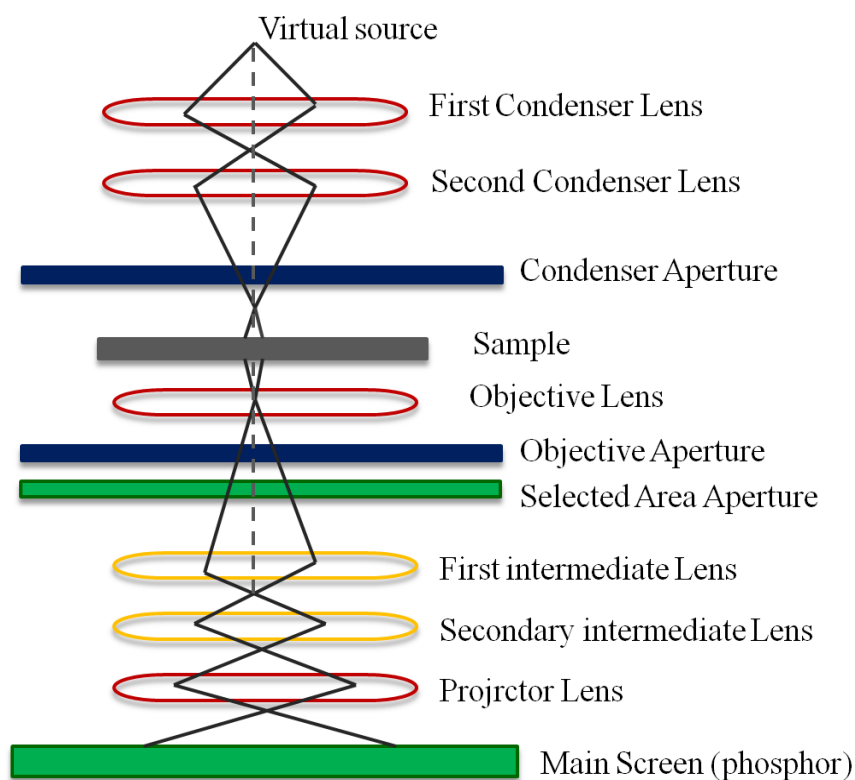 Virtual source
First Condenser Lens
Second Condenser Lens
Condenser Aperture
Sample
Objective Lens
Objective Aperture
Selected Area Aperture
First intermediate Lens
Secondary intermediate Lens
Projrctor Lens
Main Screen (phosphor)